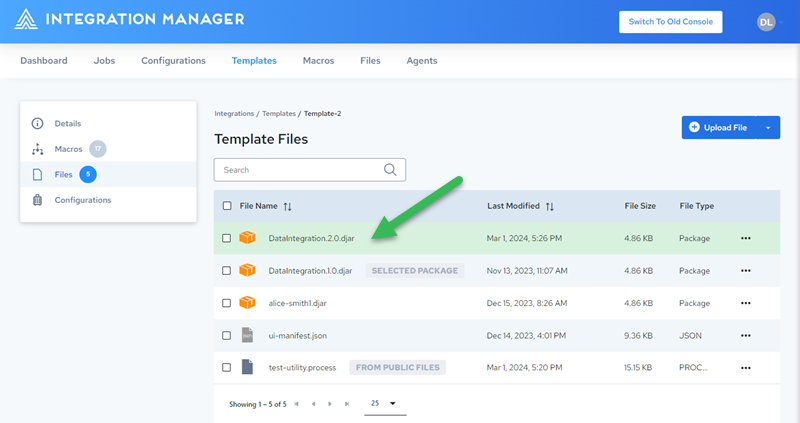 INTEGRATION MANAGER
Switch To Old Console
DL
Dashboard Jobs Configurations Templates Macros Files Agents
Details
Macros 17
Files 5
Configurations
Integrations / Templates / Template-2
Template Files
Upload File
Search
File Name Last Modified File Size File Type
DataIntegration.2.0.djar Mar 1, 2024, 5:26 PM 4.86 KB Package
DataIntegration.1.0.djar SELECTED PACKAGE Nov 13, 2023, 11:07 AM 4.86 KB Package
alice-smith1.djar Dec 15, 2023, 8:26 AM 4.86 KB Package
ui-manifest.json Dec 14, 2023, 4:01 PM 9.36 KB JSON
test-utility.process FROM PUBLIC FILES Mar 1, 2024, 5:20 PM 15.15 KB PROC...
Showing 1 – 5 of 5 25